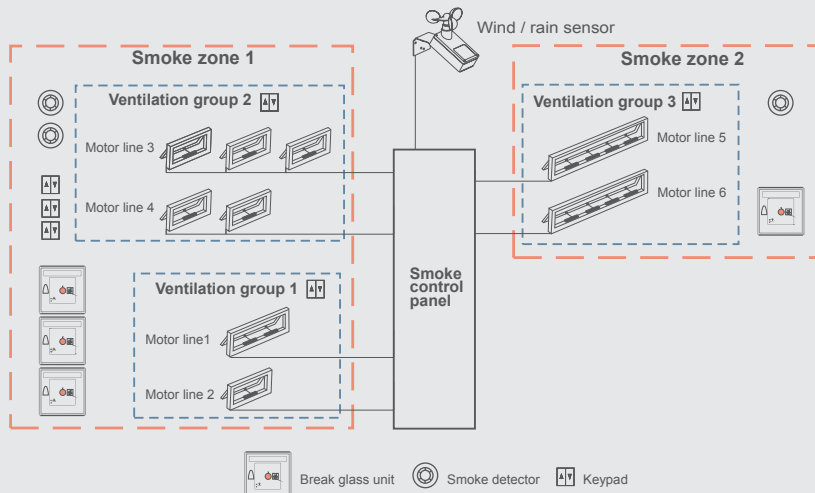 Wind / rain sensor
Smoke zone 1
Smoke zone 2
Ventilation group 2
Motor line 3
Motor line 4
Ventilation group 3
Motor line 5
Motor line 6
Smoke
control
panel
Ventilation group 1
Motor line1
Motor line 2
Break glass unit
Smoke detector
Keypad